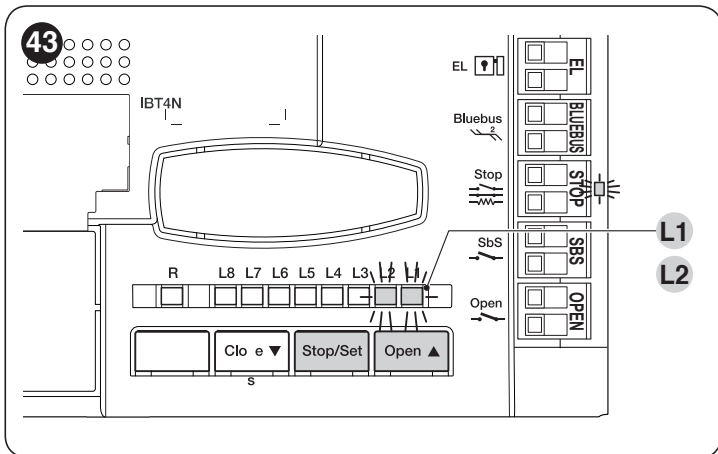 43
EL
EL
IBT4N
Bluebus
2
BLUEBUS
Stop
STOP
L1
SbS
SBS
L2
R L8 L7 L6 L5 L4 L3 L2 L1
Open
OPEN
Clo e ▼ Stop/Set Open ▲
s